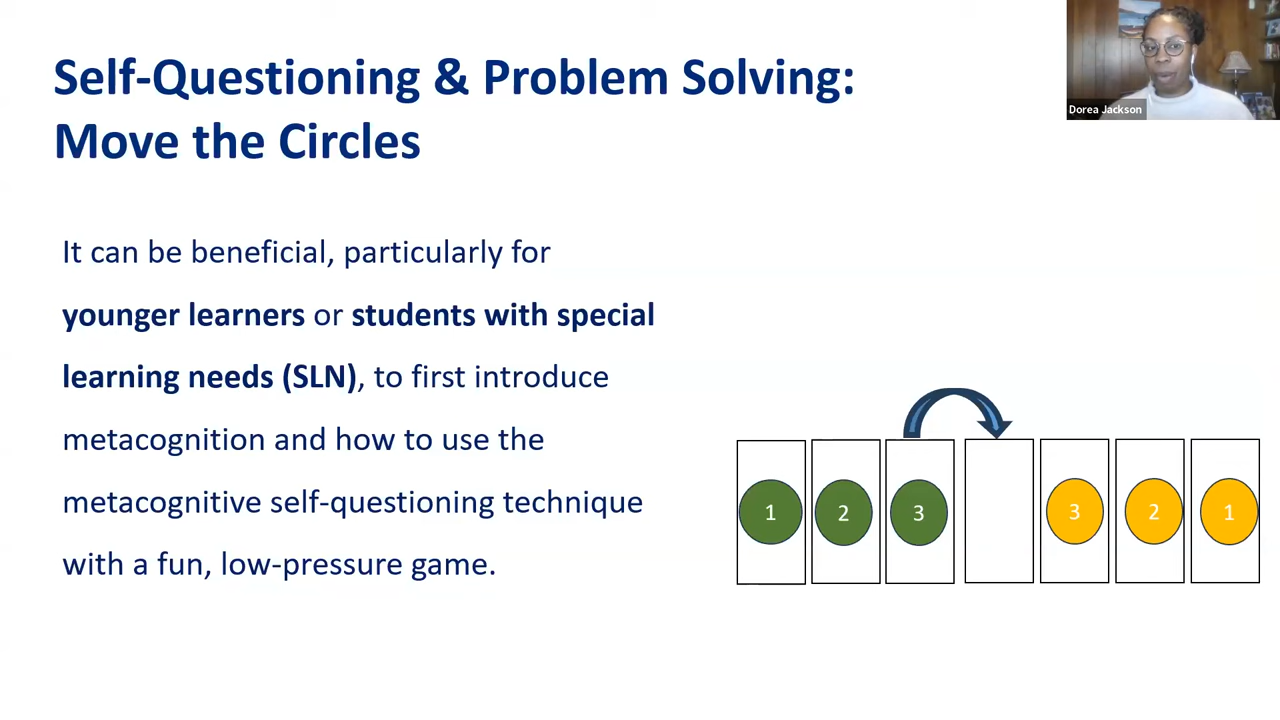 Self-Questioning & Problem Solving:
Move the Circles
Dorea Jackson
It can be beneficial, particularly for
younger learners or students with special
learning needs (SLN), to first introduce
metacognition and how to use the
metacognitive self-questioning technique
with a fun, low-pressure game.
1 2 3 3 2 1